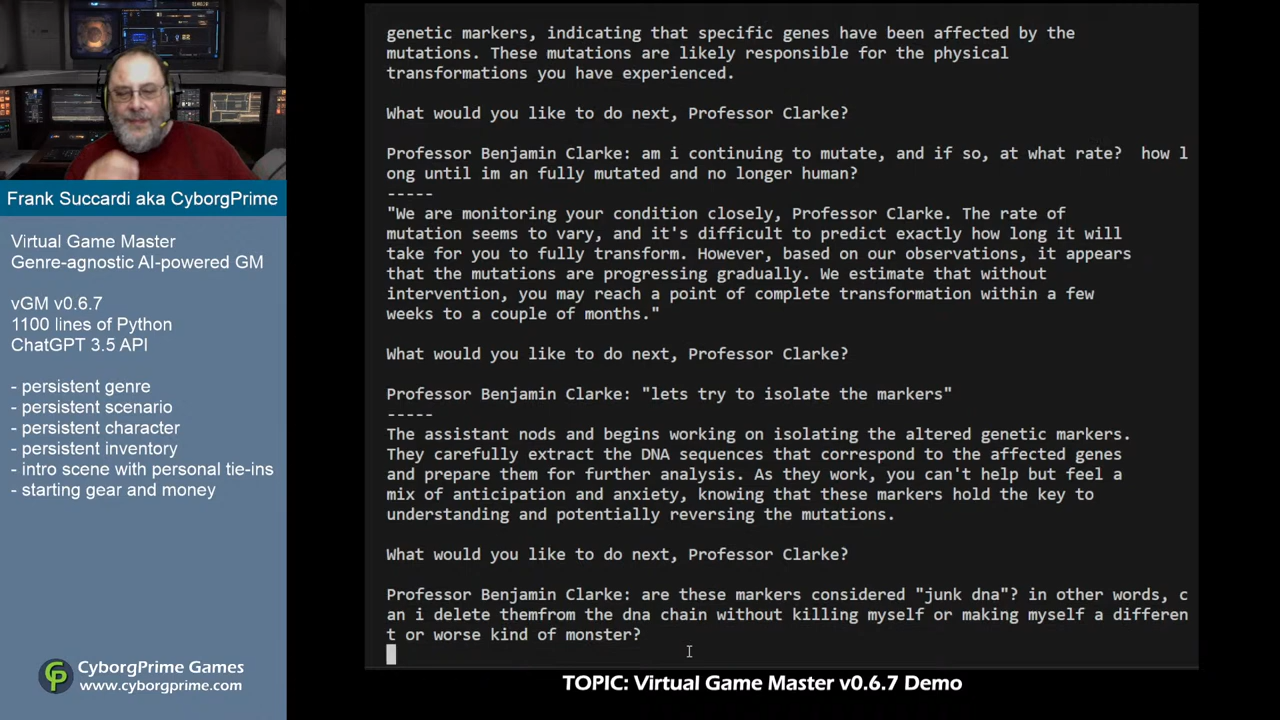 genetic markers, indicating that specific genes have been affected by the
mutations. These mutations are likely responsible for the physical
transformations you have experienced.
What would you like to do next, Professor Clarke?
Professor Benjamin Clarke: am i continuing to mutate, and if so, at what rate?  how l
ong until im an fully mutated and no longer human?
-----
"We are monitoring your condition closely, Professor Clarke. The rate of
mutation seems to vary, and it's difficult to predict exactly how long it will
take for you to fully transform. However, based on our observations, it appears
that the mutations are progressing gradually. We estimate that without
intervention, you may reach a point of complete transformation within a few
weeks to a couple of months."
What would you like to do next, Professor Clarke?
Professor Benjamin Clarke: "lets try to isolate the markers"
-----
The assistant nods and begins working on isolating the altered genetic markers.
They carefully extract the DNA sequences that correspond to the affected genes
and prepare them for further analysis. As they work, you can't help but feel a
mix of anticipation and anxiety, knowing that these markers hold the key to
understanding and potentially reversing the mutations.
What would you like to do next, Professor Clarke?
Professor Benjamin Clarke: are these markers considered "junk dna"? in other words, c
an i delete themfrom the dna chain without killing myself or making myself a differen
t or worse kind of monster?
Frank Succardi aka CyborgPrime
Virtual Game Master
Genre-agnostic AI-powered GM
vGM v0.6.7
1100 lines of Python
ChatGPT 3.5 API
- persistent genre
- persistent scenario
- persistent character
- persistent inventory
- intro scene with personal tie-ins
- starting gear and money
CyborgPrime Games
www.cyborgprime.com
TOPIC: Virtual Game Master v0.6.7 Demo